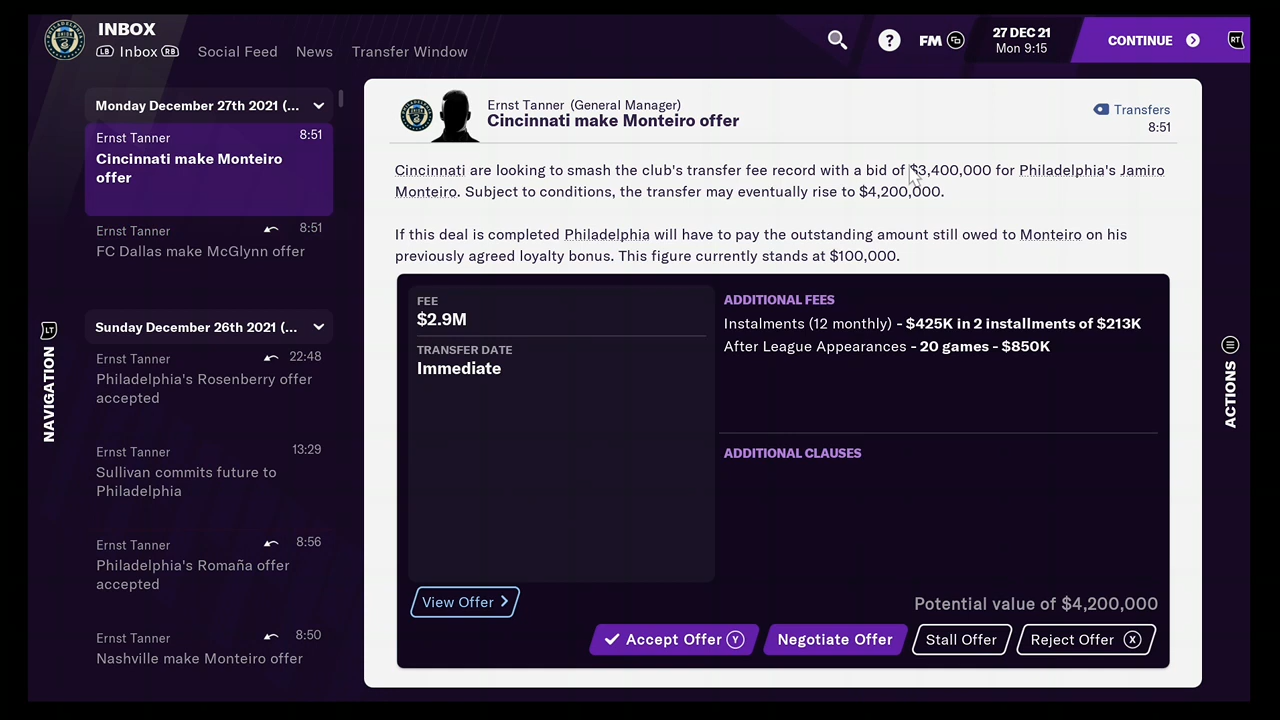 INBOX
LB Inbox RB
Social Feed
News
Transfer Window
?
FM
27 DEC 21
Mon 9:15
CONTINUE
RT
Monday December 27th 2021 (...
Ernst Tanner
8:51
Cincinnati make Monteiro
offer
Ernst Tanner
8:51
FC Dallas make McGlynn offer
Sunday December 26th 2021 (...
Ernst Tanner
22:48
Philadelphia's Rosenberry offer
accepted
Ernst Tanner
13:29
Sullivan commits future to
Philadelphia
Ernst Tanner
8:56
Philadelphia's Romaña offer
accepted
Ernst Tanner
8:50
Nashville make Monteiro offer
LT
NAVIGATION
Ernst Tanner (General Manager)
Cincinnati make Monteiro offer
Transfers
8:51
Cincinnati are looking to smash the club's transfer fee record with a bid of $3,400,000 for Philadelphia's Jamiro
Monteiro. Subject to conditions, the transfer may eventually rise to $4,200,000.
If this deal is completed Philadelphia will have to pay the outstanding amount still owed to Monteiro on his
previously agreed loyalty bonus. This figure currently stands at $100,000.
FEE
$2.9M
TRANSFER DATE
Immediate
ADDITIONAL FEES
Instalments (12 monthly) - $425K in 2 installments of $213K
After League Appearances - 20 games - $850K
ADDITIONAL CLAUSES
View Offer
Potential value of $4,200,000
Accept Offer Y
Negotiate Offer
Stall Offer
Reject Offer X
ACTIONS